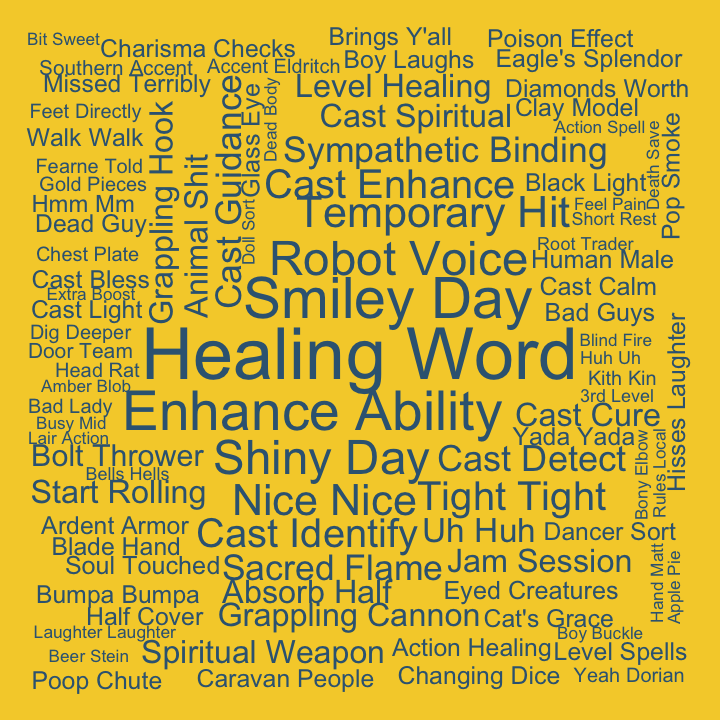 Bit Sweet
Charisma Checks
Brings Y'all
Poison Effect
Southern Accent
Accent Eldritch
Boy Laughs
Eagle's Splendor
Missed Terribly
Level Healing
Diamonds Worth
Feet Directly
Cast Spiritual
Clay Model
Walk Walk
Action Spell
Grappling Hook
Animal Shit
Cast Guidance
Glass Eye
Dead Body
Doll Sort
Sympathetic Binding
Death Save
Pop Smoke
Fearne Told
Gold Pieces
Cast Enhance
Black Light
Hmm Mm
Temporary Hit
Feel Pain
Short Rest
Dead Guy
Root Trader
Chest Plate
Robot Voice
Human Male
Cast Bless
Extra Boost
Smiley Day
Cast Calm
Cast Light
Bad Guys
Dig Deeper
Healing Word
Blind Fire
Door Team
Huh Uh
Head Rat
Kith Kin
Amber Blob
3rd Level
Hisses Laughter
Bad Lady
Enhance Ability
Cast Cure
Busy Mid
Lair Action
Yada Yada
Bolt Thrower
Shiny Day
Cast Detect
Bony Elbow
Rules Local
Bells Hells
Start Rolling
Nice Nice
Tight Tight
Ardent Armor
Cast Identify
Uh Huh
Dancer Sort
Blade Hand
Soul Touched
Sacred Flame
Jam Session
Hand Matt
Apple Pie
Bumpa Bumpa
Absorb Half
Eyed Creatures
Half Cover
Grappling Cannon
Cat's Grace
Laughter Laughter
Boy Buckle
Beer Stein
Spiritual Weapon
Action Healing
Level Spells
Poop Chute
Caravan People
Changing Dice
Yeah Dorian